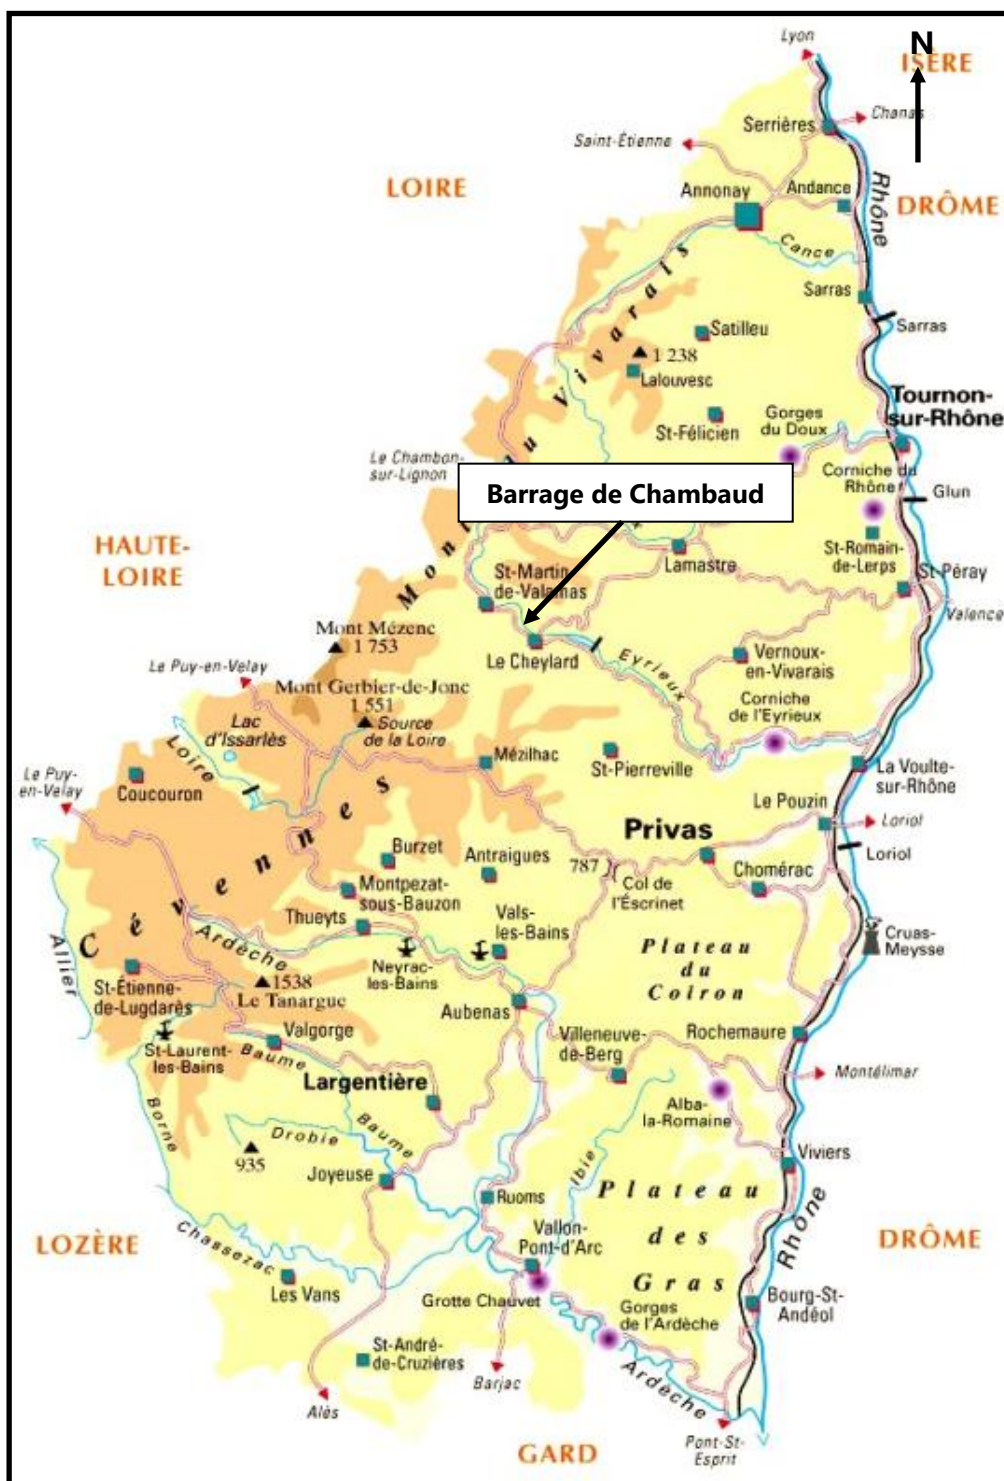 Lyon
N
ISÈRE
Chanas
Serrières
Saint-Étienne
LOIRE
Annonay
Andance
Rhône
DRÔME
Cance
Sarras
Sarras
Satilleu
1 238
Lalouvesc
Vivarais
Tournon-
sur-Rhône
St-Félicien
Gorges
du Doux
Le Chambon-
sur-Lignon
Corniche du
Rhône
Glun
Barrage de Chambaud
HAUTE-
LOIRE
St-Romain-
de-Lerps
St-Péray
Lamastre
St-Martin-
de-Valamas
Valence
Mont Mézenc
1 753
Le Cheylard
Eyrieux
Vernoux-
en-Vivarais
Le Puy-en-Velay
Mont Gerbier-de-Jonc
1 551
Source
de la Loire
Corniche
de l'Eyrieux
Lac
d'Issarlès
Loire
Mézilhac
St-Pierreville
La Voulte-
sur-Rhône
Le Puy-
en-Velay
Coucouron
Le Pouzin
Privas
Loriol
Loriol
Burzet
Antraigues
787
Col de
l'Éscrinet
Chomérac
Montpezat-
sous-Bauzon
Cévennes
Thueyts
Vals-
les-Bains
Ardèche
Allier
Neyrac-
les-Bains
Plateau
du
Coiron
Cruas-
Meysse
St-Étienne-
de-Lugdarès
1538
Le Tanargue
Aubenas
Valgorge
Villeneuve-
de-Berg
Rochemaure
St-Laurent-
les-Bains
Baume
Largentière
Montélimar
Alba-
la-Romaine
Borne
Drobie
Baume
935
Ibie
Joyeuse
Viviers
Ruoms
Plateau
des
Gras
Rhône
Vallon-
Pont-d'Arc
LOZÈRE
DRÔME
Chassezac
Les Vans
Grotte Chauvet
Gorges
de l'Ardèche
Bourg-St-
Andéol
St-André-
de-Cruzières
Barjac
Ardèche
Alès
Pont-St-
Esprit
GARD